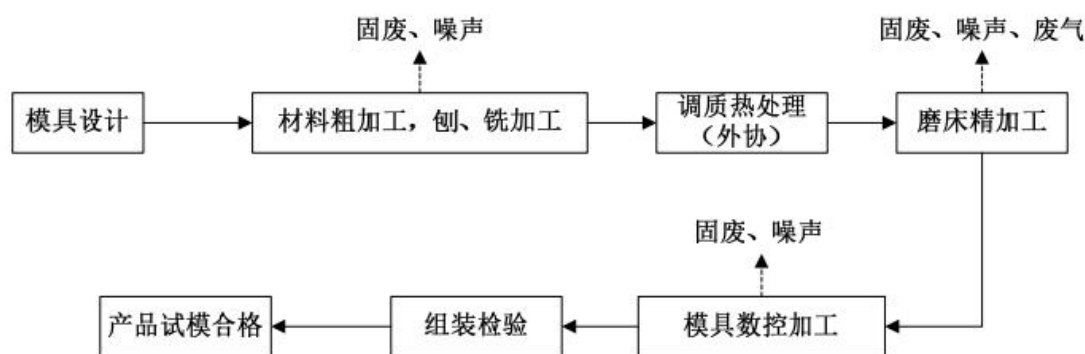 固废、噪声
固废、噪声、废气
模具设计
材料粗加工，刨、铣加工
调质热处理
（外协）
磨床精加工
固废、噪声
产品试模合格
组装检验
模具数控加工